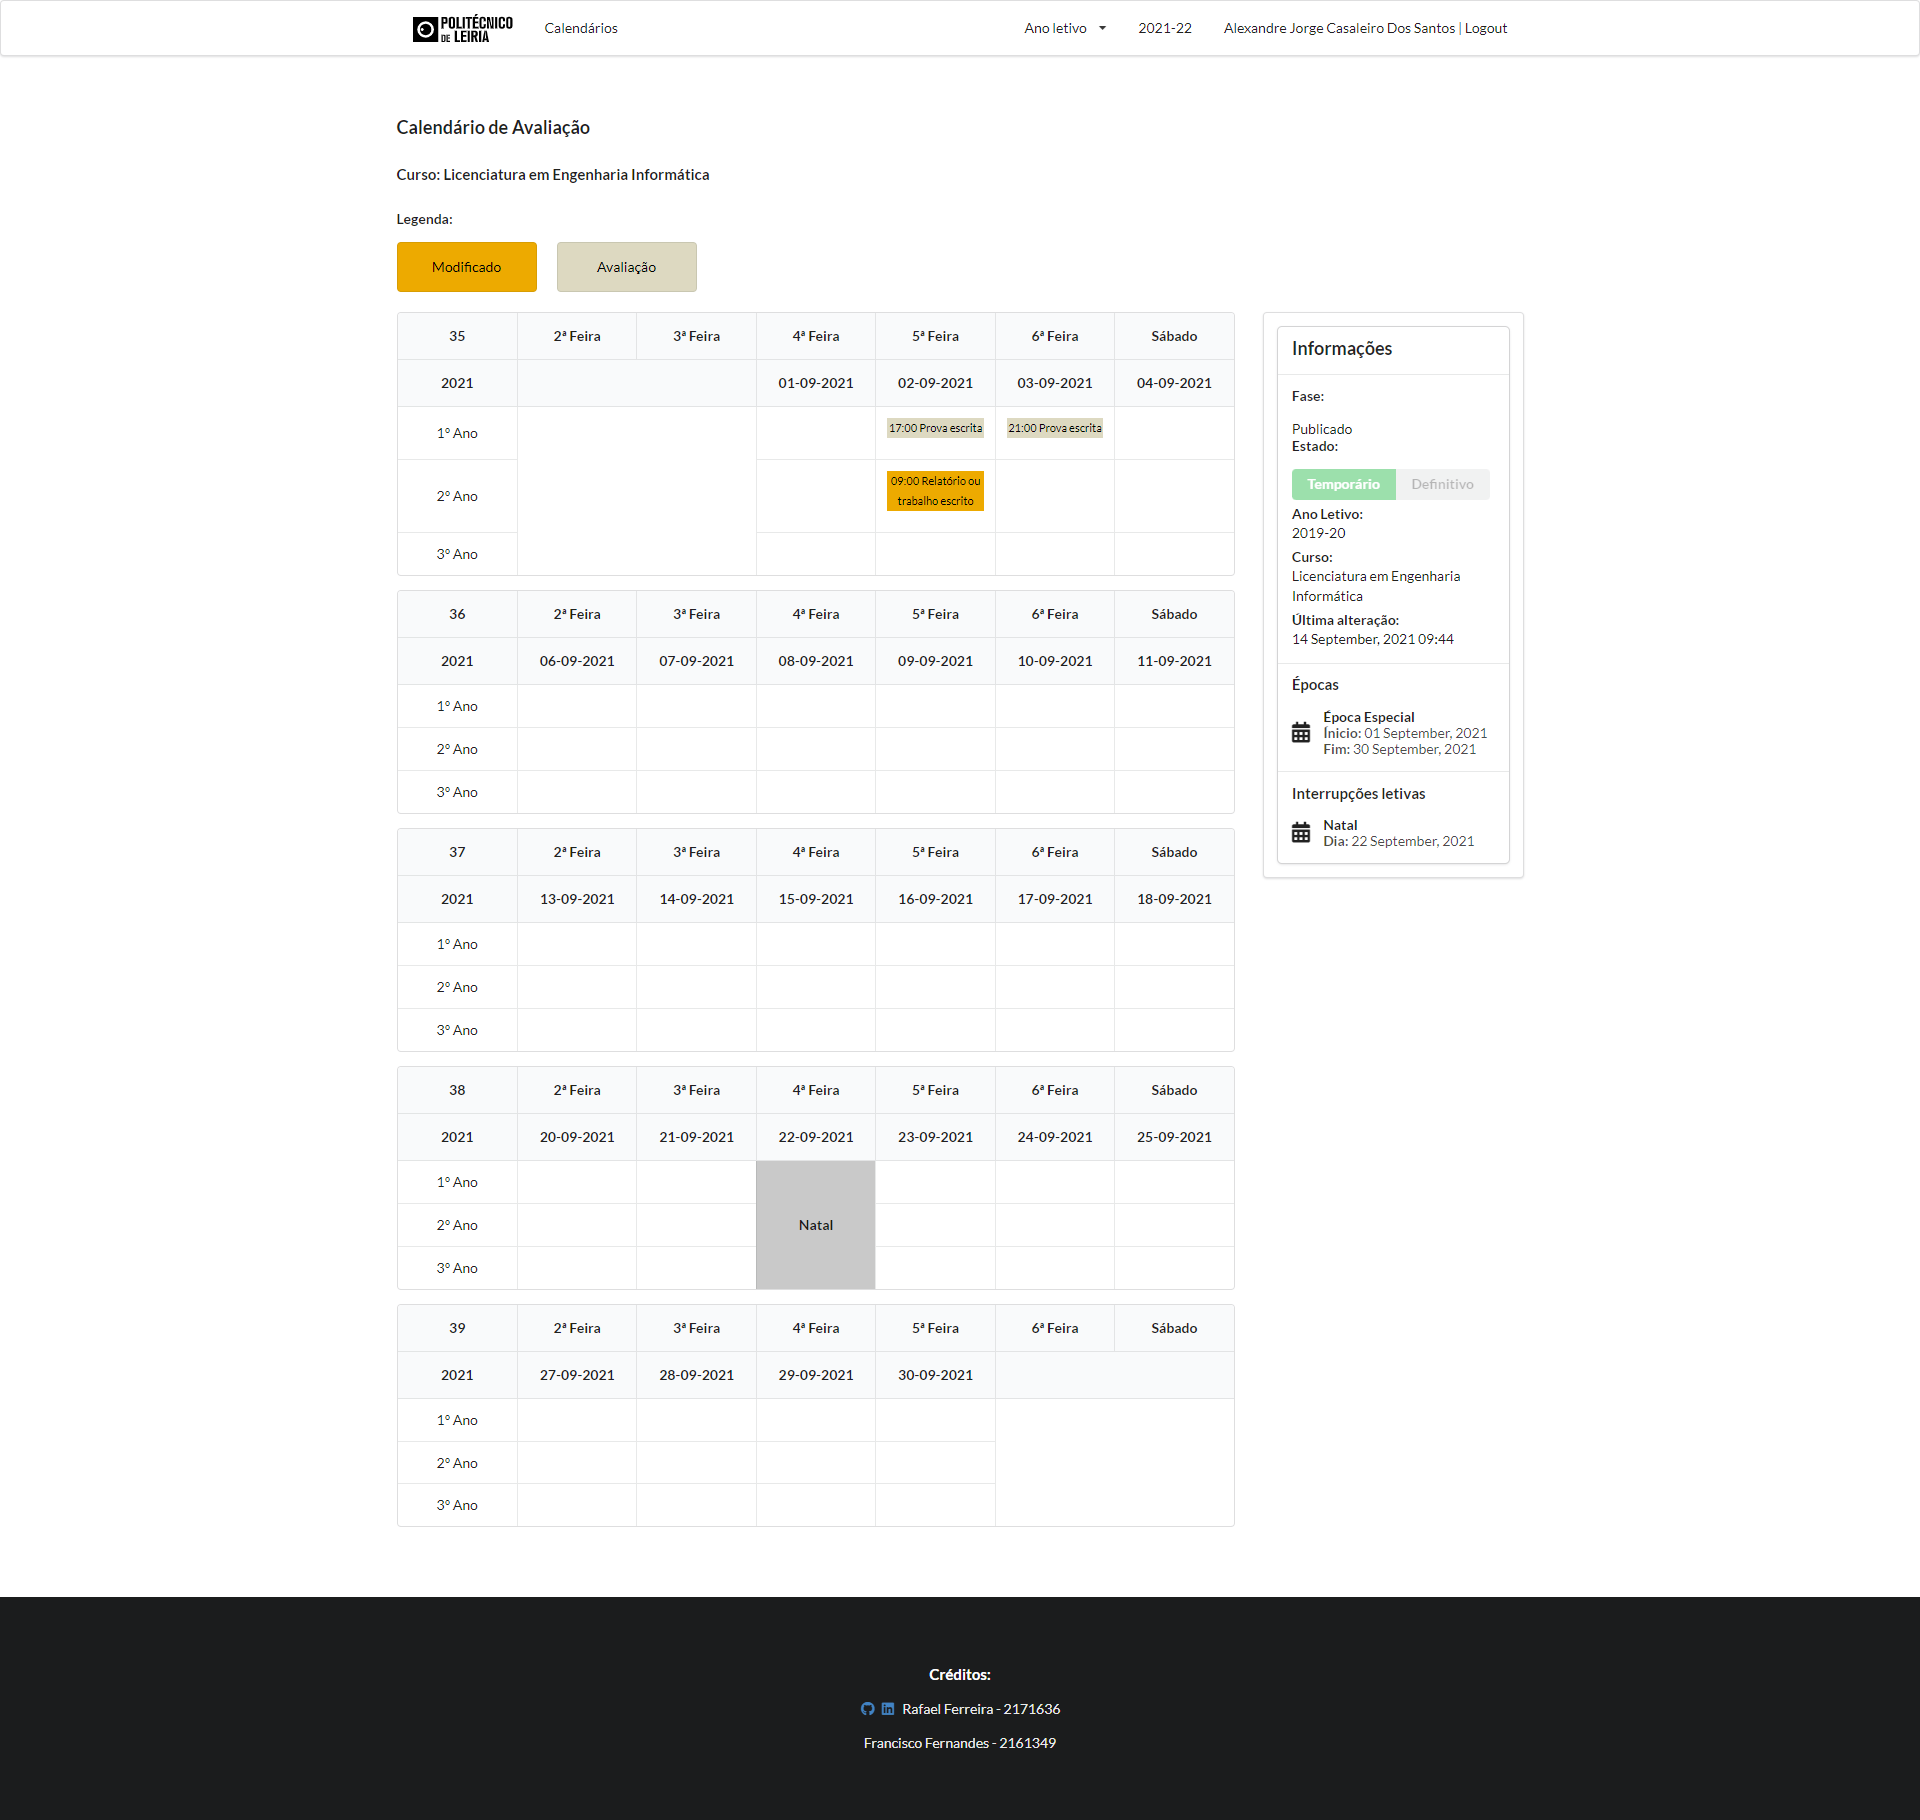 POLITÉCNICO
DE LEIRIA
Calendários
Ano letivo
2021-22
Alexandre Jorge Casaleiro Dos Santos | Logout
Calendário de Avaliação
Curso: Licenciatura em Engenharia Informática
Legenda:
Modificado
Avaliação
35 2ª Feira 3ª Feira 4ª Feira 5ª Feira 6ª Feira Sábado
2021 01-09-2021 02-09-2021 03-09-2021 04-09-2021
1º Ano 17:00 Prova escrita 21:00 Prova escrita
2º Ano 09:00 Relatório ou
trabalho escrito
3º Ano
36 2ª Feira 3ª Feira 4ª Feira 5ª Feira 6ª Feira Sábado
2021 06-09-2021 07-09-2021 08-09-2021 09-09-2021 10-09-2021 11-09-2021
1º Ano
2º Ano
3º Ano
37 2ª Feira 3ª Feira 4ª Feira 5ª Feira 6ª Feira Sábado
2021 13-09-2021 14-09-2021 15-09-2021 16-09-2021 17-09-2021 18-09-2021
1º Ano
2º Ano
3º Ano
38 2ª Feira 3ª Feira 4ª Feira 5ª Feira 6ª Feira Sábado
2021 20-09-2021 21-09-2021 22-09-2021 23-09-2021 24-09-2021 25-09-2021
1º Ano
2º Ano Natal
3º Ano
39 2ª Feira 3ª Feira 4ª Feira 5ª Feira 6ª Feira Sábado
2021 27-09-2021 28-09-2021 29-09-2021 30-09-2021
1º Ano
2º Ano
3º Ano
Informações
Fase:
Publicado
Estado:
Temporário Definitivo
Ano Letivo:
2019-20
Curso:
Licenciatura em Engenharia
Informática
Última alteração:
14 September, 2021 09:44
Épocas
Época Especial
Ínicio: 01 September, 2021
Fim: 30 September, 2021
Interrupções letivas
Natal
Dia: 22 September, 2021
Créditos:
Rafael Ferreira - 2171636
Francisco Fernandes - 2161349